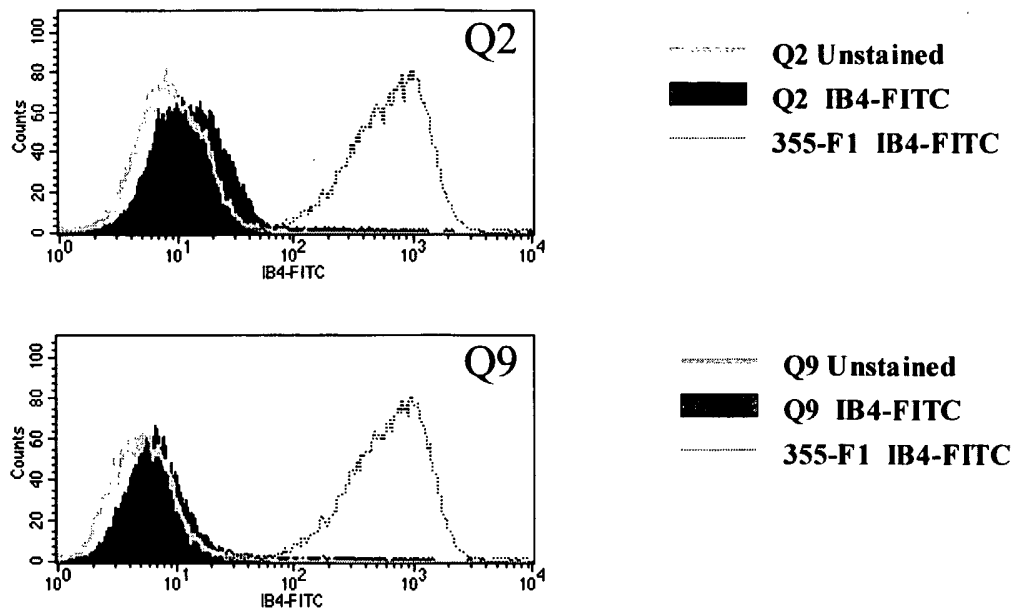 Q2
100
80
60
40
20
0
Counts
10^0 10^1 10^2 10^3 10^4
IB4-FITC
Q2 Unstained
Q2 IB4-FITC
355-F1 IB4-FITC
Q9
100
80
60
40
20
0
Counts
10^0 10^1 10^2 10^3 10^4
IB4-FITC
Q9 Unstained
Q9 IB4-FITC
355-F1 IB4-FITC